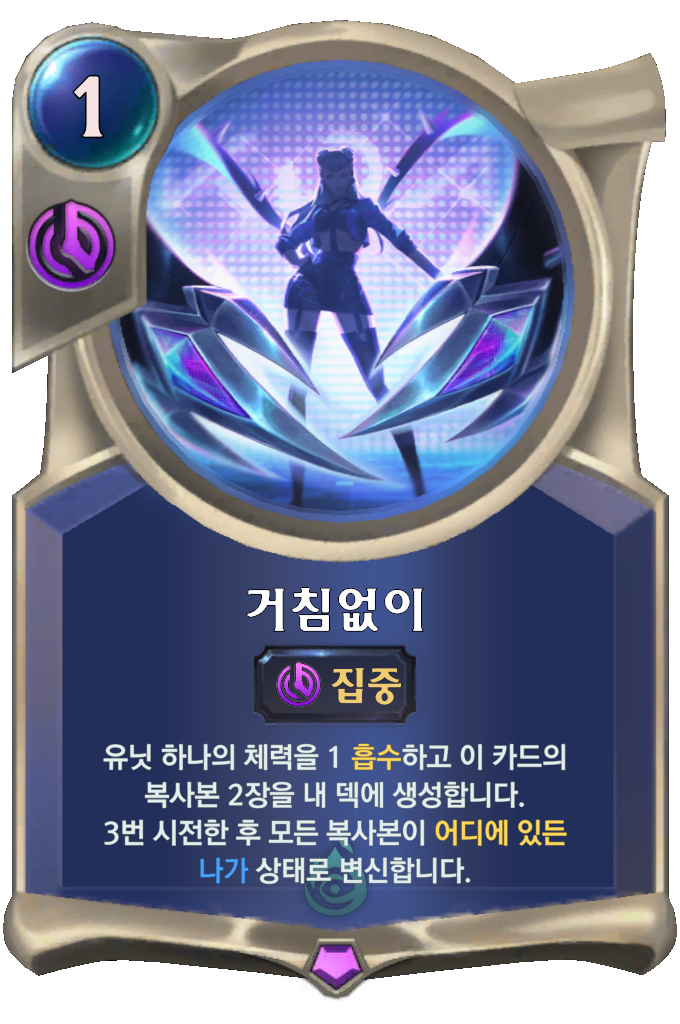 1
거침없이
집중
유닛 하나의 체력을 1 흡수하고 이 카드의
복사본 2장을 내 덱에 생성합니다.
3번 시전한 후 모든 복사본이 어디에 있든
나가 상태로 변신합니다.